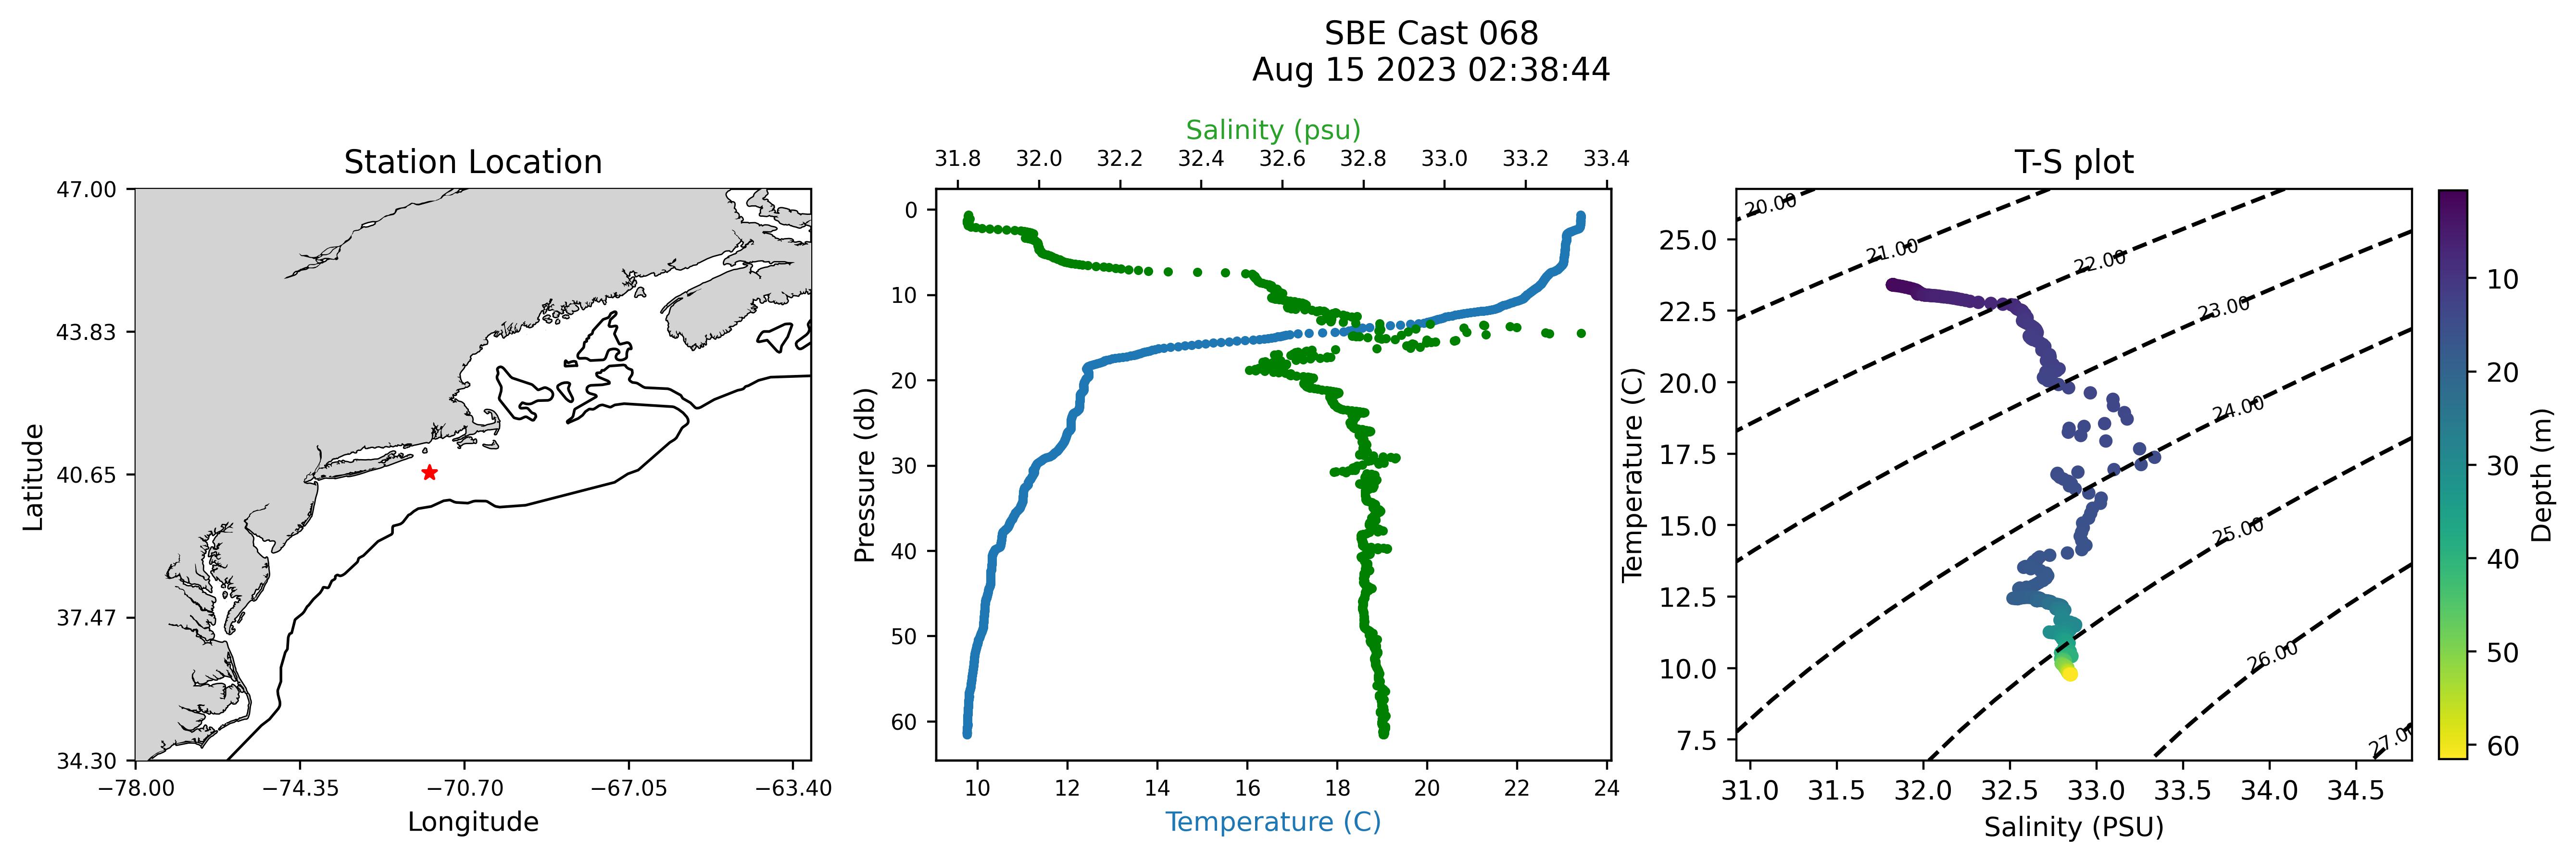 SBE Cast 068
Aug 15 2023 02:38:44
Station Location
47.00
43.83
40.65
37.47
34.30
Latitude
−78.00 −74.35 −70.70 −67.05 −63.40
Longitude
Salinity (psu)
31.8 32.0 32.2 32.4 32.6 32.8 33.0 33.2 33.4
0
10
20
30
40
50
60
Pressure (db)
10 12 14 16 18 20 22 24
Temperature (C)
T-S plot
25.0
22.5
20.0
17.5
15.0
12.5
10.0
7.5
Temperature (C)
20.00
21.00
22.00
23.00
24.00
25.00
26.00
31.0 31.5 32.0 32.5 33.0 33.5 34.0 34.5
Salinity (PSU)
10
20
30
40
50
60
Depth (m)